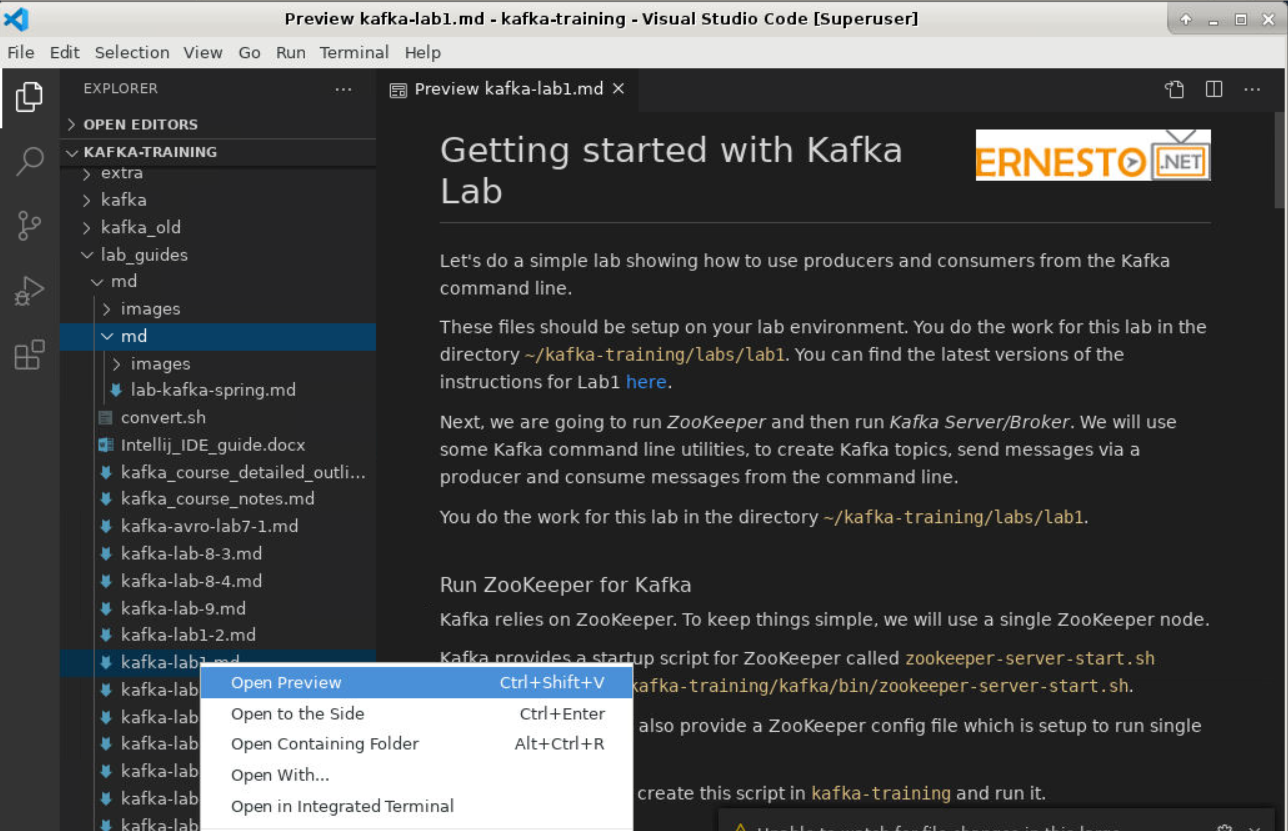 Preview kafka-lab1.md - kafka-training - Visual Studio Code [Superuser]
File Edit Selection View Go Run Terminal Help
EXPLORER
OPEN EDITORS
KAFKA-TRAINING
extra
kafka
kafka_old
lab_guides
md
images
md
images
lab-kafka-spring.md
convert.sh
Intellij_IDE_guide.docx
kafka_course_detailed_outli...
kafka_course_notes.md
kafka-avro-lab7-1.md
kafka-lab-8-3.md
kafka-lab-8-4.md
kafka-lab-9.md
kafka-lab1-2.md
kafka-lab1.md
kafka-lab
kafka-lab
kafka-lab
kafka-lab
kafka-lab
kafka-lab
Open Preview Ctrl+Shift+V
Open to the Side Ctrl+Enter
Open Containing Folder Alt+Ctrl+R
Open With...
Open in Integrated Terminal
Preview kafka-lab1.md
Getting started with Kafka
Lab
ERNESTO .NET
Let's do a simple lab showing how to use producers and consumers from the Kafka
command line.
These files should be setup on your lab environment. You do the work for this lab in the
directory ~/kafka-training/labs/lab1. You can find the latest versions of the
instructions for Lab1 here.
Next, we are going to run ZooKeeper and then run Kafka Server/Broker. We will use
some Kafka command line utilities, to create Kafka topics, send messages via a
producer and consume messages from the command line.
You do the work for this lab in the directory ~/kafka-training/labs/lab1.
Run ZooKeeper for Kafka
Kafka relies on ZooKeeper. To keep things simple, we will use a single ZooKeeper node.
Kafka provides a startup script for ZooKeeper called zookeeper-server-start.sh
kafka-training/kafka/bin/zookeeper-server-start.sh.
also provide a ZooKeeper config file which is setup to run single
create this script in kafka-training and run it.
Unable to watch for file changes in this large